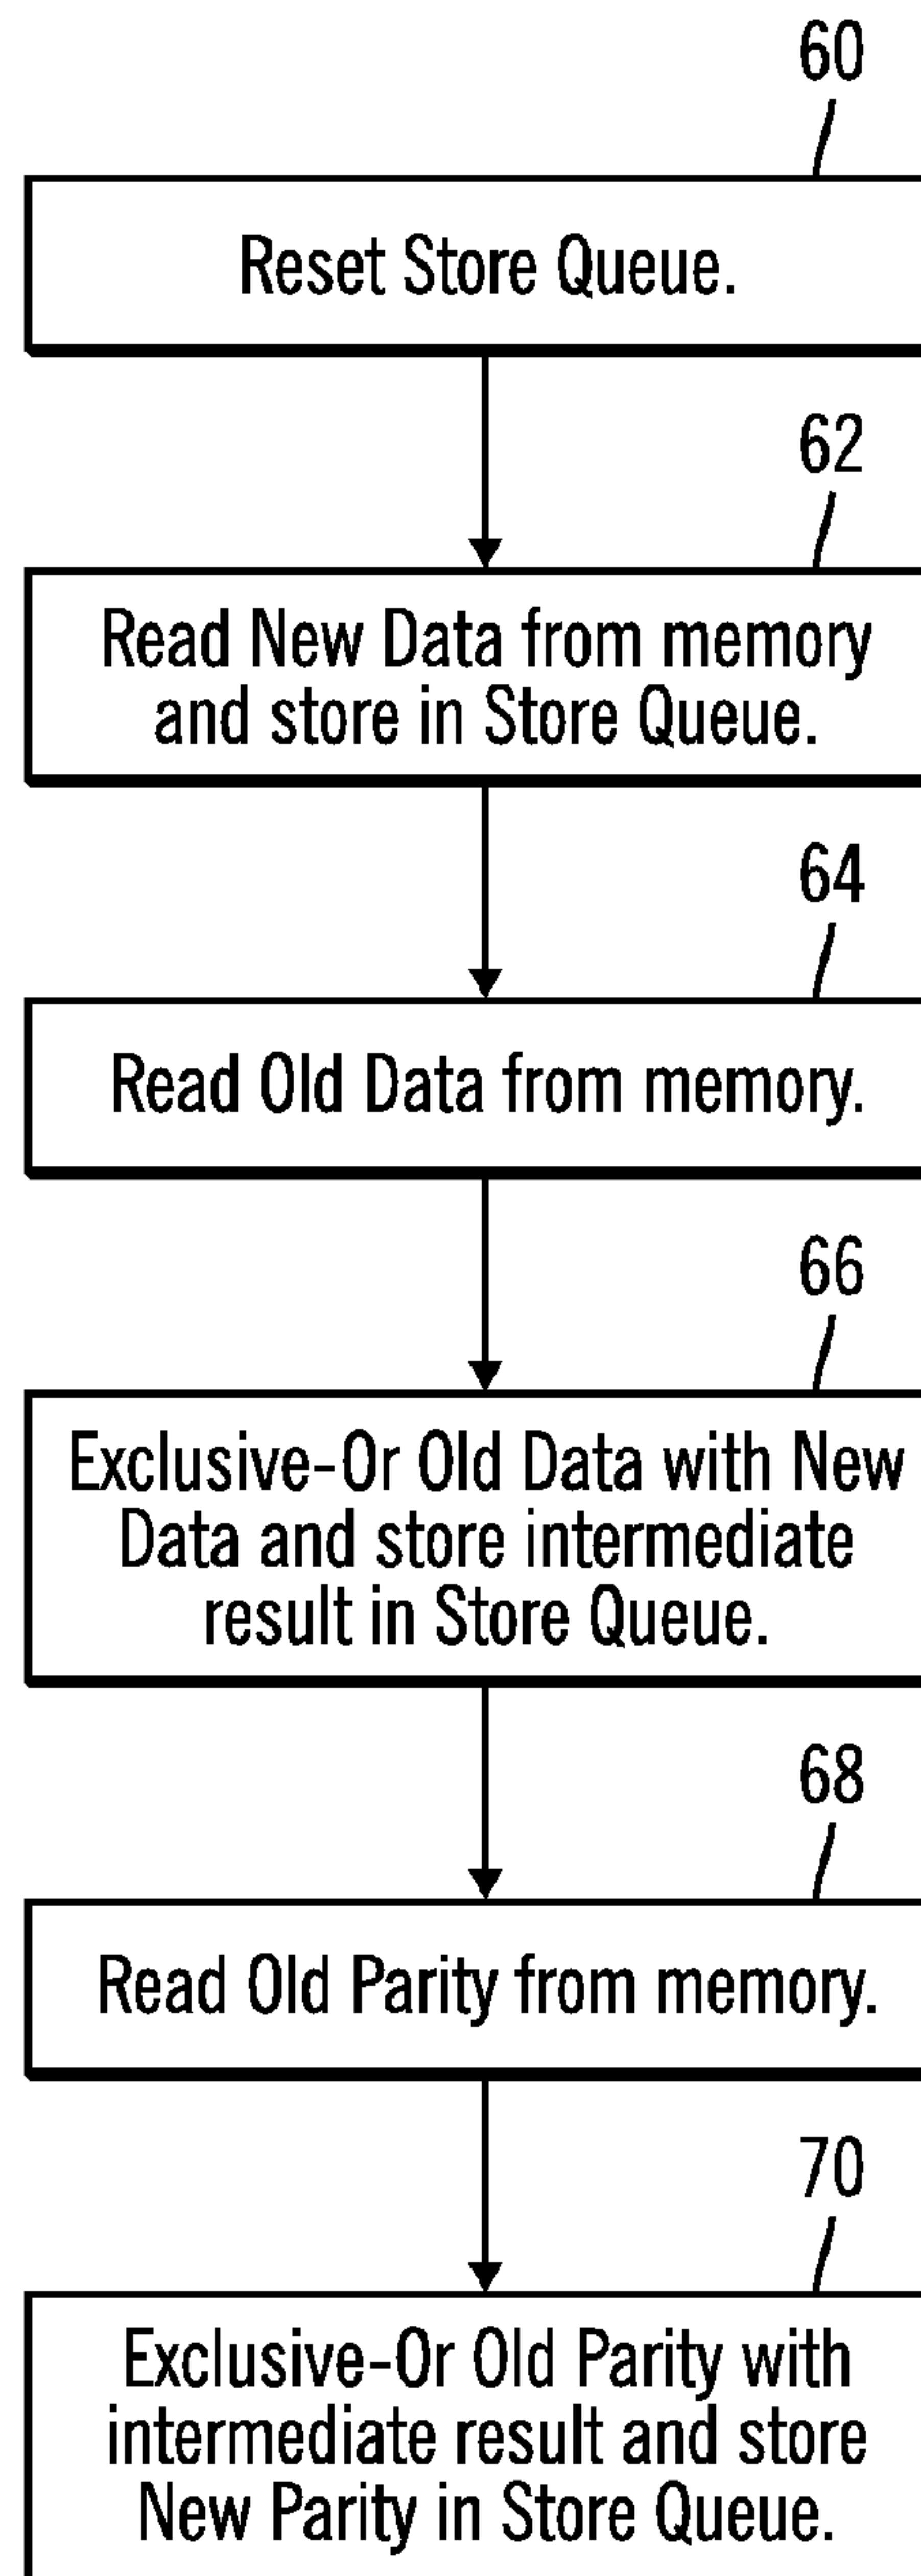 60
Reset Store Queue.
62
Read New Data from memory
and store in Store Queue.
64
Read Old Data from memory.
66
Exclusive-Or Old Data with New
Data and store intermediate
result in Store Queue.
68
Read Old Parity from memory.
70
Exclusive-Or Old Parity with
intermediate result and store
New Parity in Store Queue.